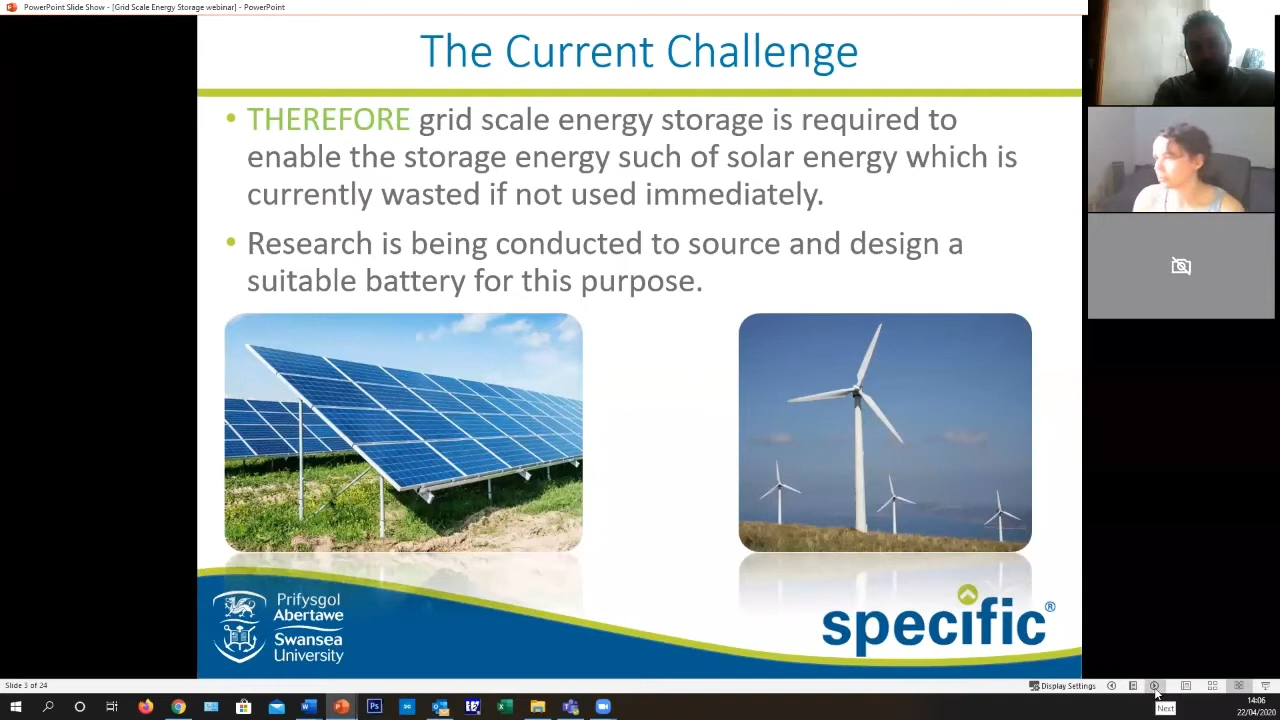 PowerPoint Slide Show - [Grid Scale Energy Storage webinar] - PowerPoint
The Current Challenge
• THEREFORE grid scale energy storage is required to
enable the storage energy such of solar energy which is
currently wasted if not used immediately.
• Research is being conducted to source and design a
suitable battery for this purpose.
Prifysgol
Abertawe
Swansea
University
specific®
Slide 3 of 24
Display Settings
Next
14:06
22/04/2020